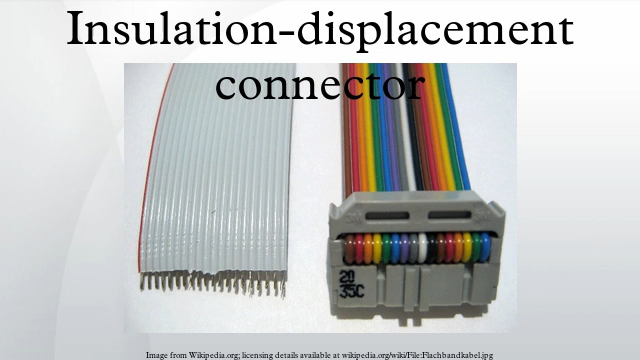 Insulation-displacement
connector
20
35C
Image from Wikipedia.org; licensing details available at wikipedia.org/wiki/File:Flachbandkabel.jpg